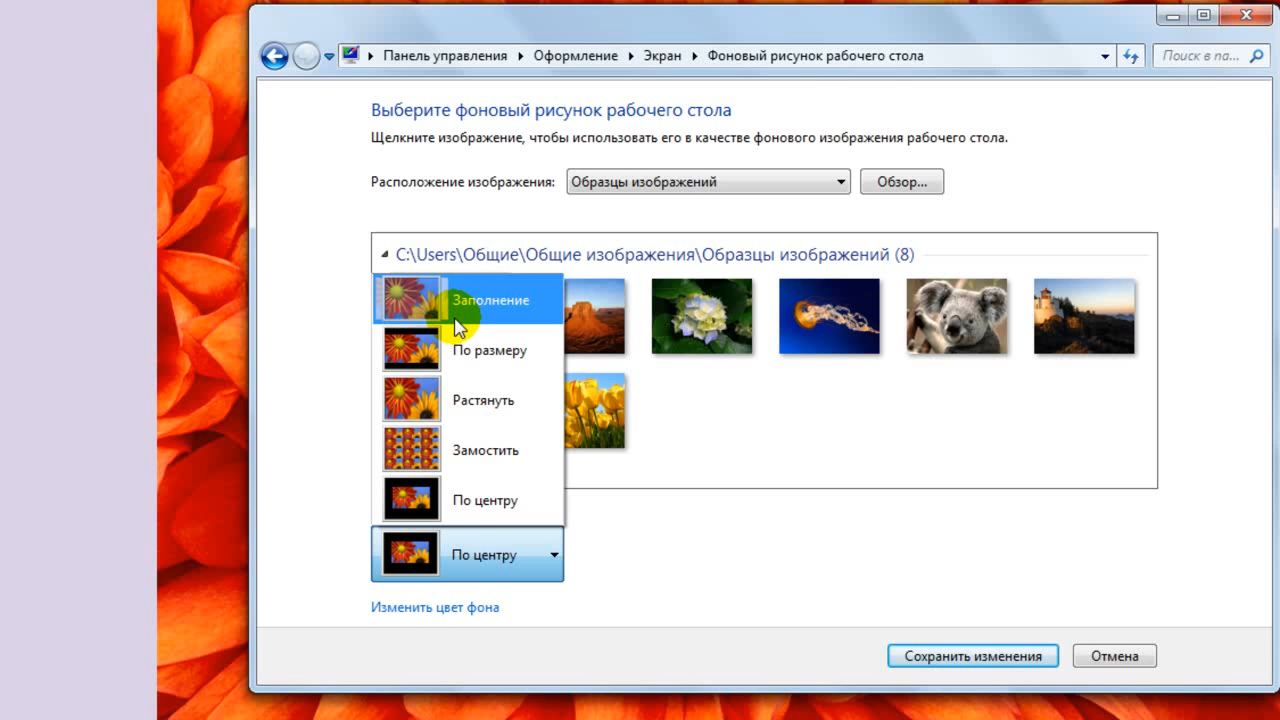 Панель управления Оформление Экран Фоновый рисунок рабочего стола
Поиск в па...
Выберите фоновый рисунок рабочего стола
Щелкните изображение, чтобы использовать его в качестве фонового изображения рабочего стола.
Расположение изображения: Образцы изображений Обзор...
C:\Users\Общие\Общие изображения\Образцы изображений (8)
Заполнение
По размеру
Растянуть
Замостить
По центру
По центру
Изменить цвет фона
Сохранить изменения Отмена